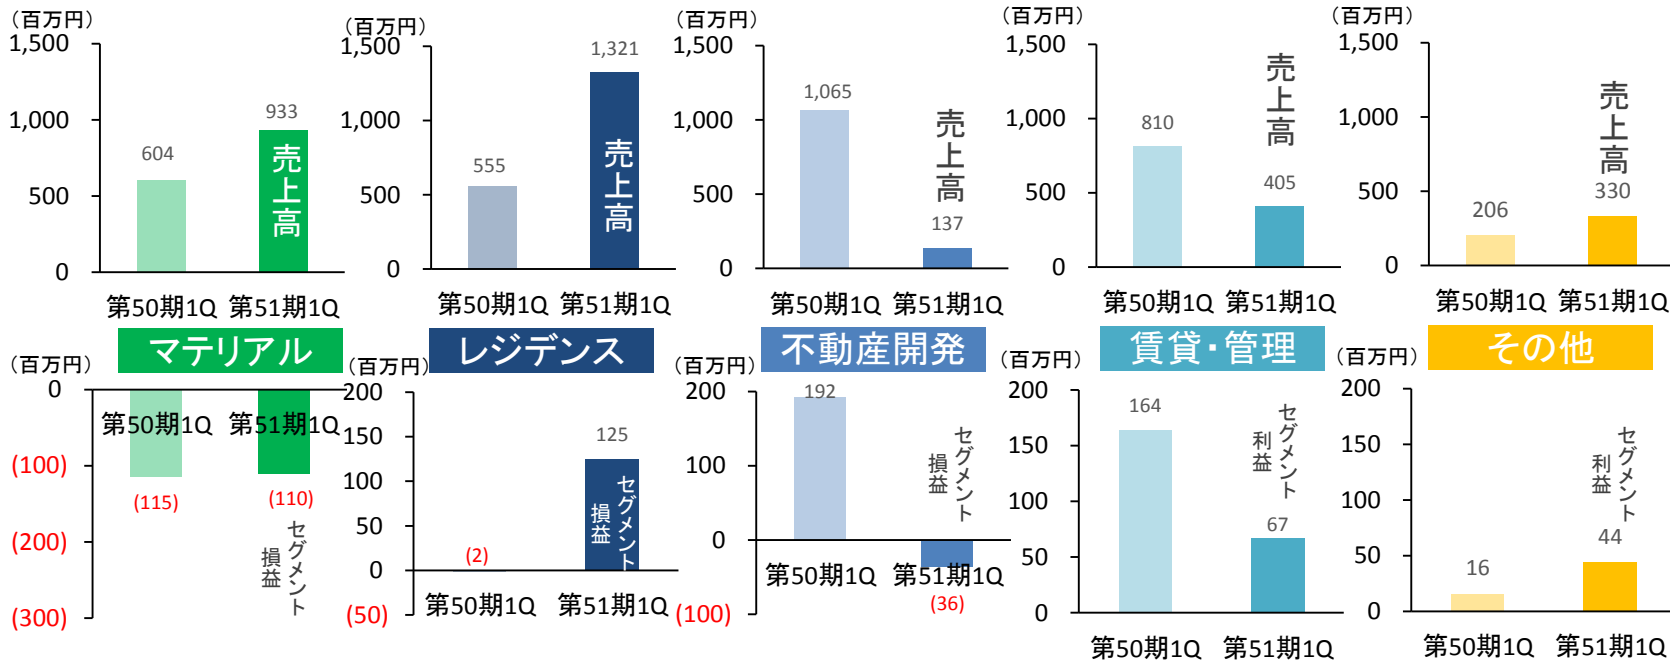 (百万円)
1,500
1,000
500
0
604
933
売上高
第50期1Q
第51期1Q
(百万円)
1,500
1,000
500
0
555
1,321
売上高
第50期1Q
第51期1Q
(百万円)
1,500
1,000
500
0
1,065
137
売上高
第50期1Q
第51期1Q
(百万円)
1,500
1,000
500
0
810
405
売上高
第50期1Q
第51期1Q
(百万円)
1,500
1,000
500
0
206
330
売上高
第50期1Q
第51期1Q
マテリアル
レジデンス
不動産開発
賃貸・管理
その他
(百万円)
0
(100)
(200)
(300)
第50期1Q
第51期1Q
(115)
(110)
セグメント
損益
(百万円)
200
150
100
50
0
(50)
(2)
125
セグメント
損益
第50期1Q
第51期1Q
(百万円)
200
100
0
(100)
192
セグメント
損益
第50期1Q
第51期1Q
(36)
(百万円)
200
150
100
50
0
164
67
セグメント
利益
第50期1Q
第51期1Q
(百万円)
200
150
100
50
0
16
44
セグメント
利益
第50期1Q
第51期1Q